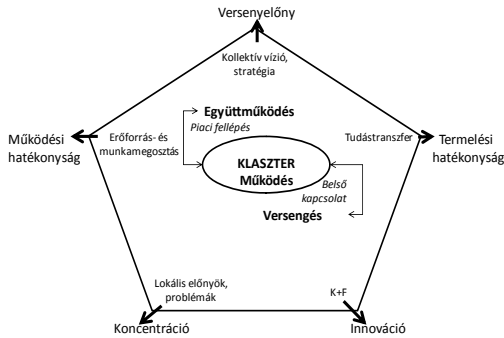 Versenyelőny
Kollektív vízió,
stratégia
Együttműködés
Piaci fellépés
Működési
hatékonyság
Erőforrás- és
munkamegosztás
Tudástranszfer
Termelési
hatékonyság
KLASZTER
Működés
Belső
kapcsolat
Versengés
Lokális előnyök,
problémák
K+F
Koncentráció
Innováció